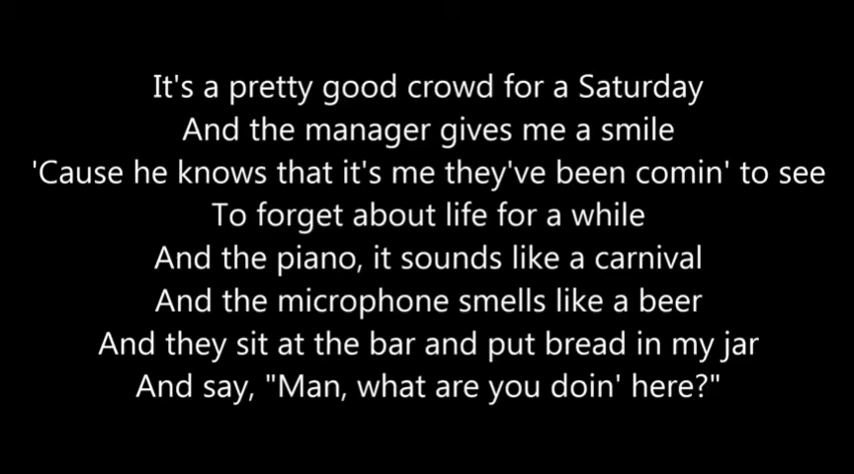 It's a pretty good crowd for a Saturday
And the manager gives me a smile
'Cause he knows that it's me they've been comin' to see
To forget about life for a while
And the piano, it sounds like a carnival
And the microphone smells like a beer
And they sit at the bar and put bread in my jar
And say, "Man, what are you doin' here?"